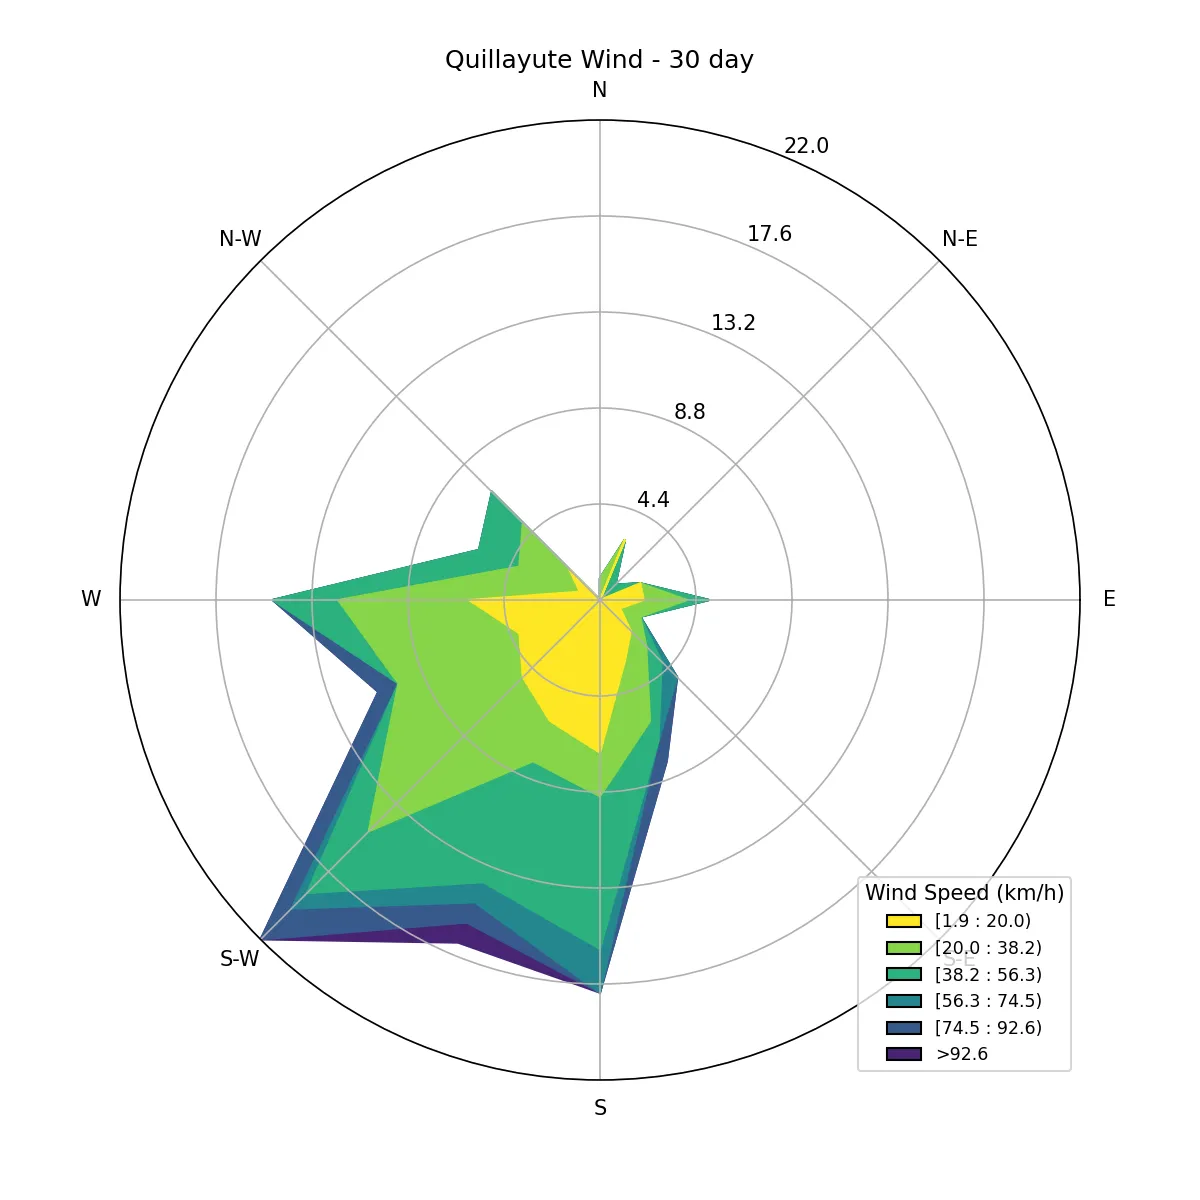 Quillayute Wind - 30 day
N
22.0
17.6
N-W
N-E
13.2
8.8
4.4
W
E
Wind Speed (km/h)
[1.9 : 20.0)
[20.0 : 38.2)
S-W
S-E
[38.2 : 56.3)
[56.3 : 74.5)
[74.5 : 92.6)
>92.6
S